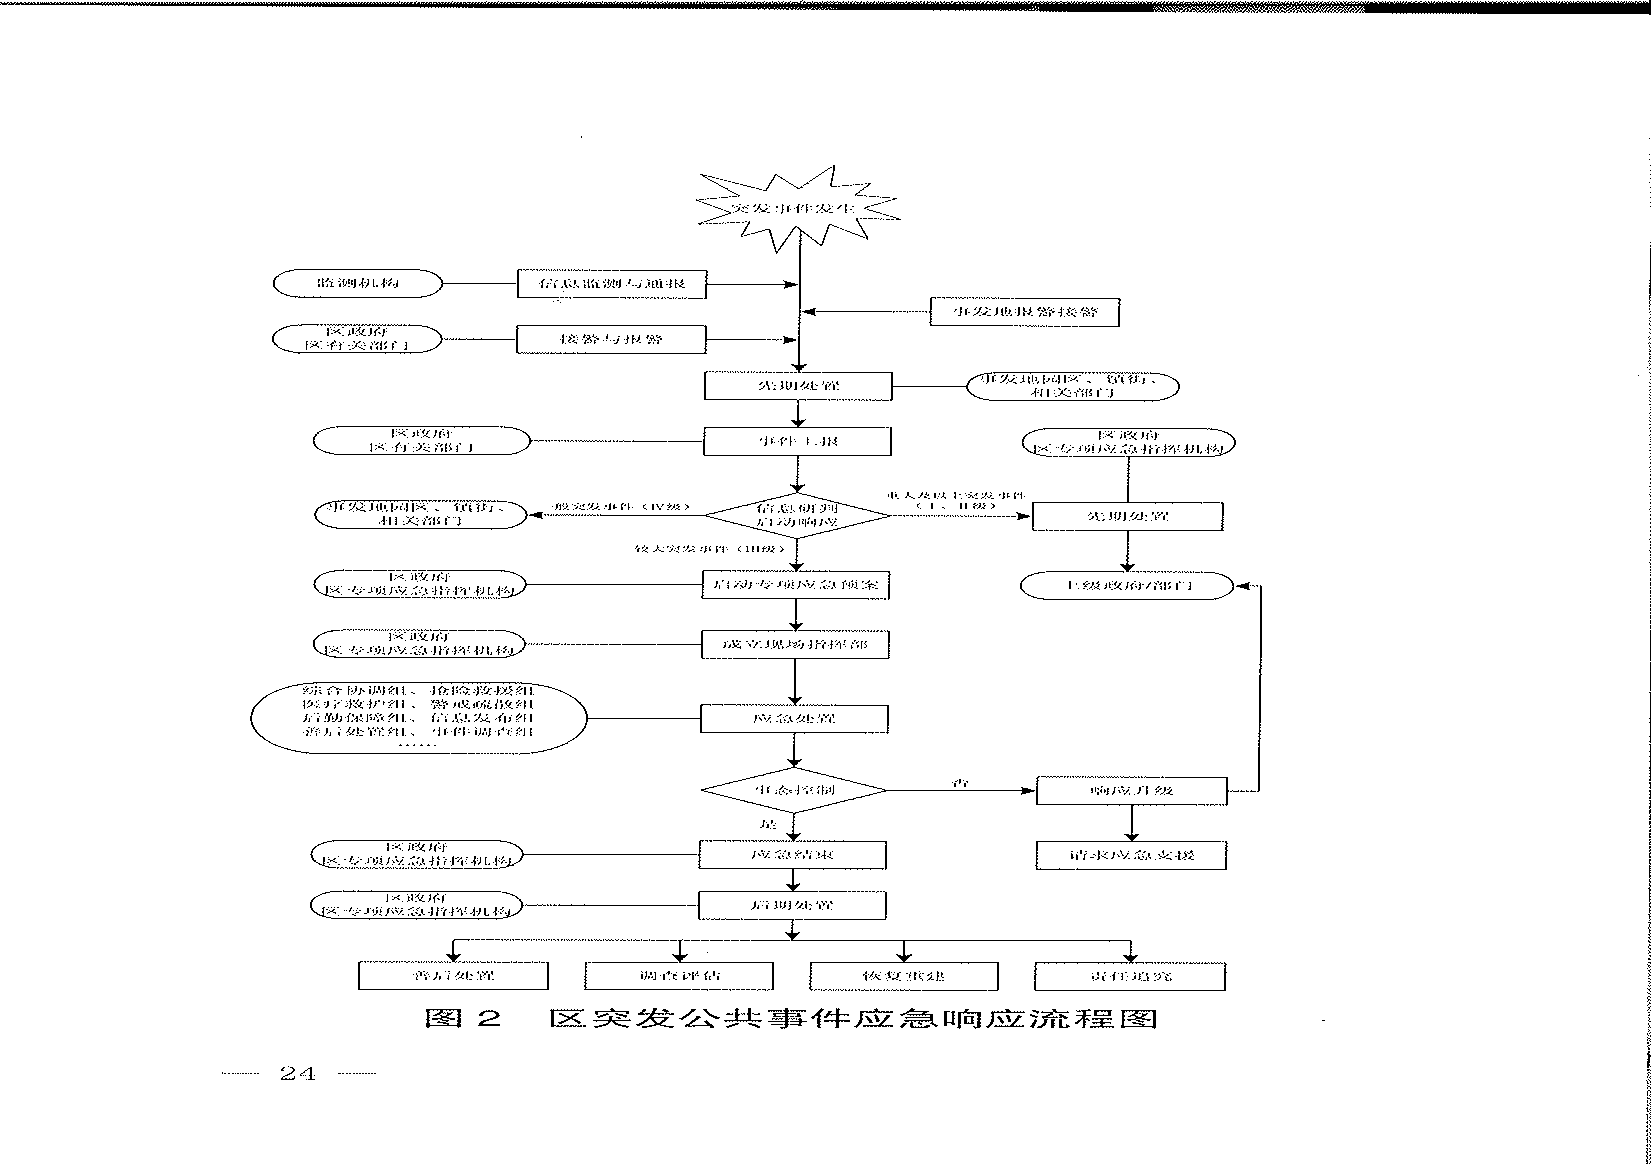 突发事件发生
监测机构
信息监测与通报
事发地报警接警
区政府
区有关部门
接警与报警
先期处置
事发地园区、镇街、
相关部门
区政府
区有关部门
事件上报
区政府
区专项应急指挥机构
事发地园区、镇街、
相关部门
一般突发事件（IV级）
信息研判
启动响应
重大及以上突发事件
（I、II级）
先期处置
较大突发事件（III级）
区政府
区专项应急指挥机构
启动专项应急预案
上级政府/部门
区政府
区专项应急指挥机构
成立现场指挥部
综合协调组、抢险救援组
医疗救护组、警戒疏散组
后勤保障组、信息发布组
善后处置组、事件调查组
……
应急处置
事态控制
否
响应升级
是
区政府
区专项应急指挥机构
应急结束
请求应急支援
区政府
区专项应急指挥机构
后期处置
善后处置
调查评估
恢复重建
责任追究
图 2 区突发公共事件应急响应流程图
— 24 —